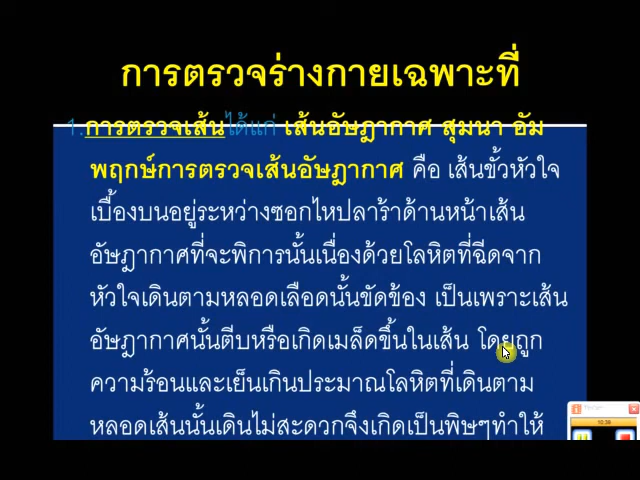 การตรวจร่างกายเฉพาะที่
1.การตรวจเส้นได้แก่ เส้นอัษฎากาศ สุมนา อัม
พฤกษ์การตรวจเส้นอัษฎากาศ คือ เส้นขั้วหัวใจ
เบื้องบนอยู่ระหว่างซอกไหปลาร้าด้านหน้าเส้น
อัษฎากาศที่จะพิการนั้นเนื่องด้วยโลหิตที่ฉีดจาก
หัวใจเดินตามหลอดเลือดนั้นขัดข้อง เป็นเพราะเส้น
อัษฎากาศนั้นตีบหรือเกิดเมล็ดขึ้นในเส้น โดยถูก
ความร้อนและเย็นเกินประมาณโลหิตที่เดินตาม
หลอดเส้นนั้นเดินไม่สะดวกจึงเกิดเป็นพิษๆทำให้
10:39